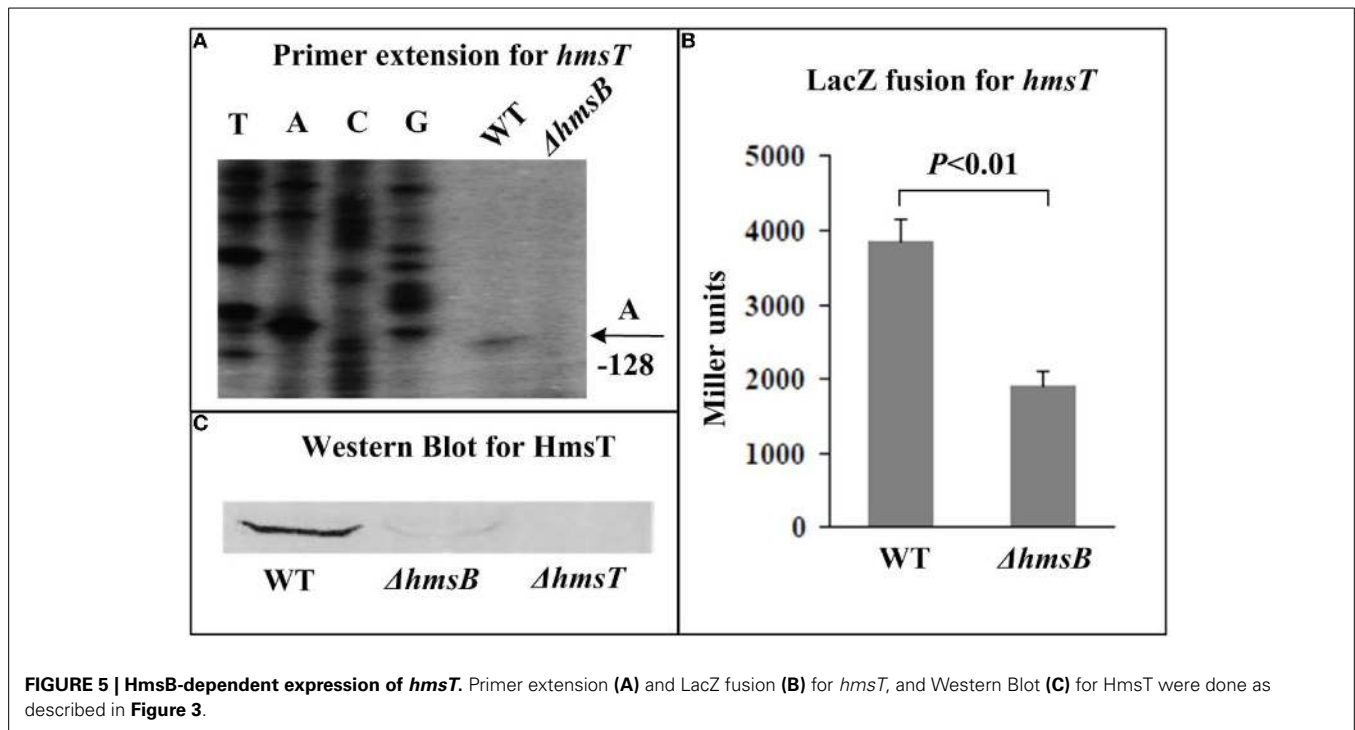 A
Primer extension for hmsT
T A C G WT ΔhmsB
A
-128
B
LacZ fusion for hmsT
P<0.01
Miller units
5000
4000
3000
2000
1000
0
WT ΔhmsB
C
Western Blot for HmsT
WT ΔhmsB ΔhmsT
FIGURE 5 | HmsB-dependent expression of hmsT. Primer extension (A) and LacZ fusion (B) for hmsT, and Western Blot (C) for HmsT were done as
described in Figure 3.